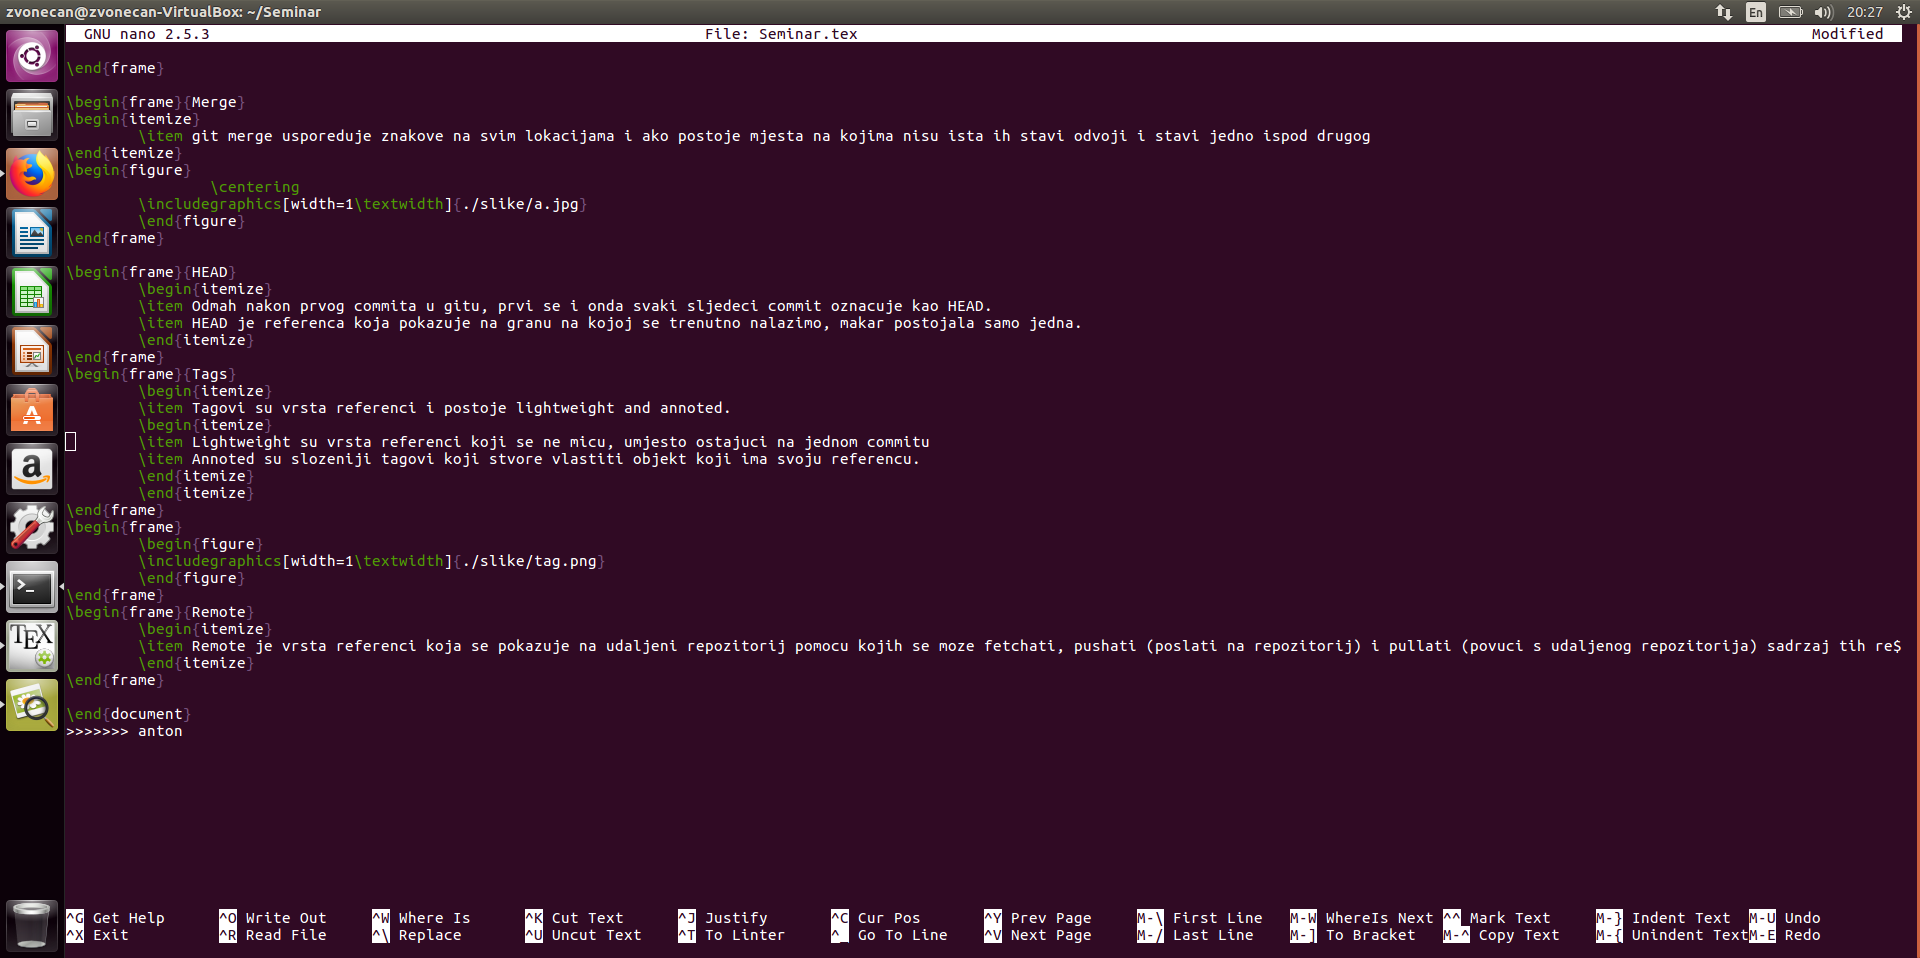 zvonecan@zvonecan-VirtualBox: ~/Seminar En 20:27
GNU nano 2.5.3 File: Seminar.tex Modified
\end{frame}
\begin{frame}{Merge}
\begin{itemize}
\item git merge usporeduje znakove na svim lokacijama i ako postoje mjesta na kojima nisu ista ih stavi odvoji i stavi jedno ispod drugog
\end{itemize}
\begin{figure}
\centering
\includegraphics[width=1\textwidth]{./slike/a.jpg}
\end{figure}
\end{frame}
\begin{frame}{HEAD}
\begin{itemize}
\item Odmah nakon prvog commita u gitu, prvi se i onda svaki sljedeci commit oznacuje kao HEAD.
\item HEAD je referenca koja pokazuje na granu na kojoj se trenutno nalazimo, makar postojala samo jedna.
\end{itemize}
\end{frame}
\begin{frame}{Tags}
\begin{itemize}
\item Tagovi su vrsta referenci i postoje lightweight and annoted.
\begin{itemize}
\item Lightweight su vrsta referenci koji se ne micu, umjesto ostajuci na jednom commitu
\item Annoted su slozeniji tagovi koji stvore vlastiti objekt koji ima svoju referencu.
\end{itemize}
\end{itemize}
\end{frame}
\begin{frame}
\begin{figure}
\includegraphics[width=1\textwidth]{./slike/tag.png}
\end{figure}
\end{frame}
\begin{frame}{Remote}
\begin{itemize}
\item Remote je vrsta referenci koja se pokazuje na udaljeni repozitorij pomocu kojih se moze fetchati, pushati (poslati na repozitorij) i pullati (povuci s udaljenog repozitorija) sadrzaj tih re$
\end{itemize}
\end{frame}
\end{document}
>>>>>>> anton
^G Get Help ^O Write Out ^W Where Is ^K Cut Text ^J Justify ^C Cur Pos ^Y Prev Page M-\ First Line M-W WhereIs Next ^^ Mark Text M-} Indent Text M-U Undo
^X Exit ^R Read File ^\ Replace ^U Uncut Text ^T To Linter ^_ Go To Line ^V Next Page M-/ Last Line M-] To Bracket M-^ Copy Text M-{ Unindent Text M-E Redo